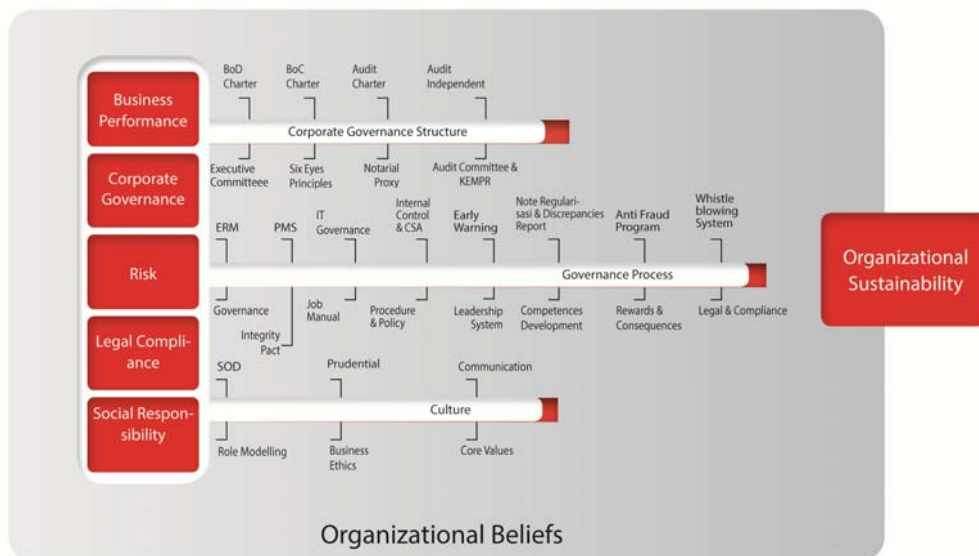 Business
Performance
Corporate
Governance
Risk
Legal Compli-
ance
Social Respon-
sibility
BoD
Charter
BoC
Charter
Audit
Charter
Audit
Independent
Corporate Governance Structure
Executive
Committeee
Six Eyes
Principles
Notarial
Proxy
Audit Committee &
KEMPR
ERM
PMS
IT
Governance
Internal
Control
& CSA
Early
Warning
Note Regulari-
sasi & Discrepancies
Report
Anti Fraud
Program
Whistle
blowing
System
Governance Process
Governance
Integrity
Pact
Job
Manual
Procedure
& Policy
Leadership
System
Competences
Development
Rewards &
Consequences
Legal & Compliance
SOD
Prudential
Communication
Culture
Role Modelling
Business
Ethics
Core Values
Organizational
Sustainability
Organizational Beliefs